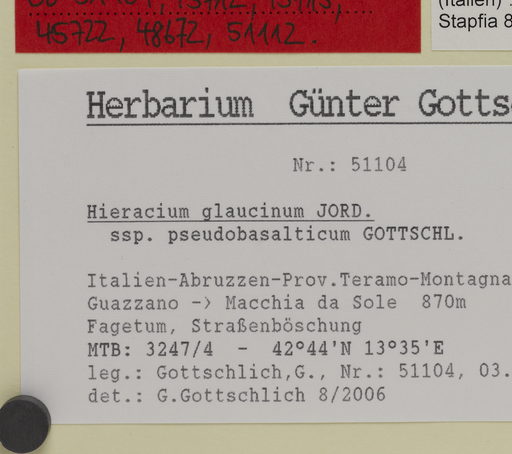 45722, 48672, 51112.
(Italien)
Stapfia 8
Herbarium Günter Gotts
Nr.: 51104
Hieracium glaucinum JORD.
ssp. pseudobasalticum GOTTSCHL.
Italien-Abruzzen-Prov.Teramo-Montagna
Guazzano -> Macchia da Sole 870m
Fagetum, Straßenböschung
MTB: 3247/4 - 42°44'N 13°35'E
leg.: Gottschlich,G., Nr.: 51104, 03.
det.: G.Gottschlich 8/2006